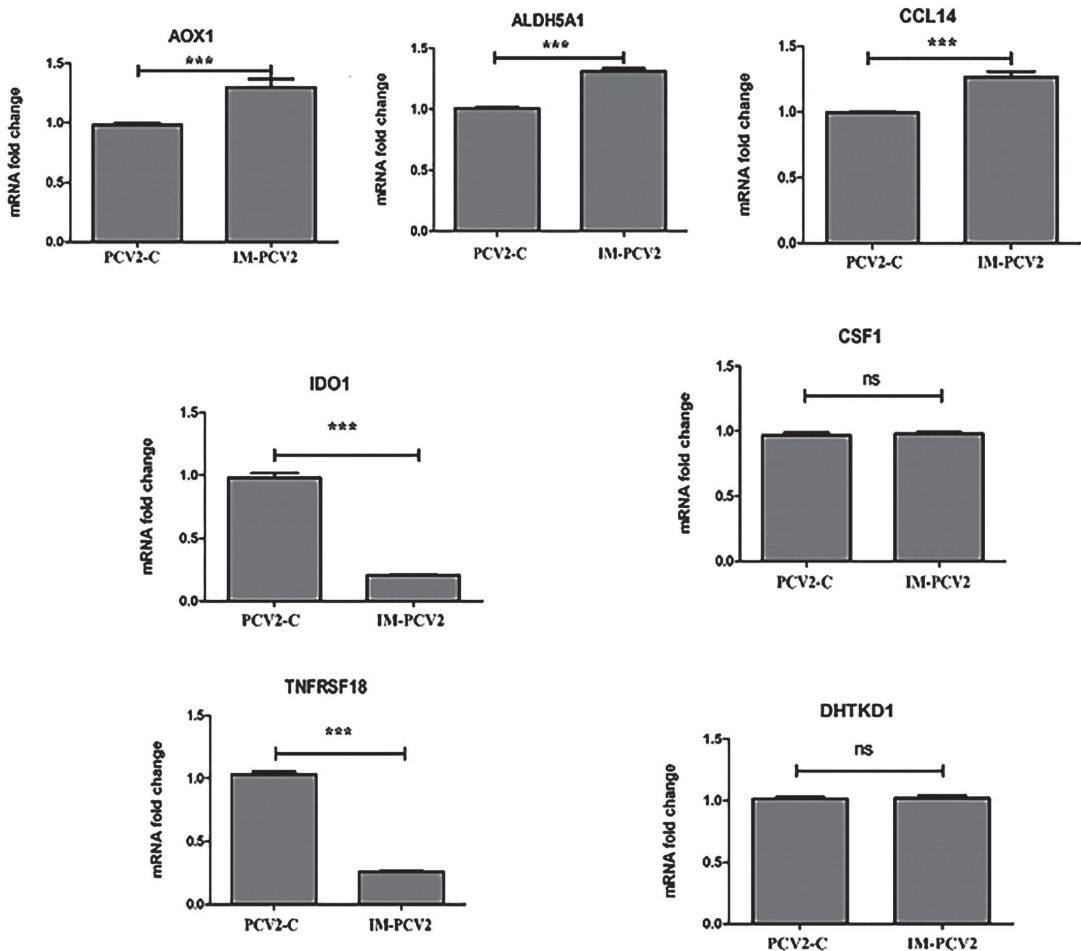 AOX1
***
mRNA fold change
1.5
1.0
0.5
0.0
PCV2-C IM-PCV2
ALDH5A1
***
mRNA fold change
1.5
1.0
0.5
0.0
PCV2-C IM-PCV2
CCL14
***
mRNA fold change
1.5
1.0
0.5
0.0
PCV2-C IM-PCV2
IDO1
***
mRNA fold change
1.5
1.0
0.5
0.0
PCV2-C IM-PCV2
CSF1
ns
mRNA fold change
1.5
1.0
0.5
0.0
PCV2-C IM-PCV2
TNFRSF18
***
mRNA fold change
1.5
1.0
0.5
0.0
PCV2-C IM-PCV2
DHTKD1
ns
mRNA fold change
1.5
1.0
0.5
0.0
PCV2-C IM-PCV2